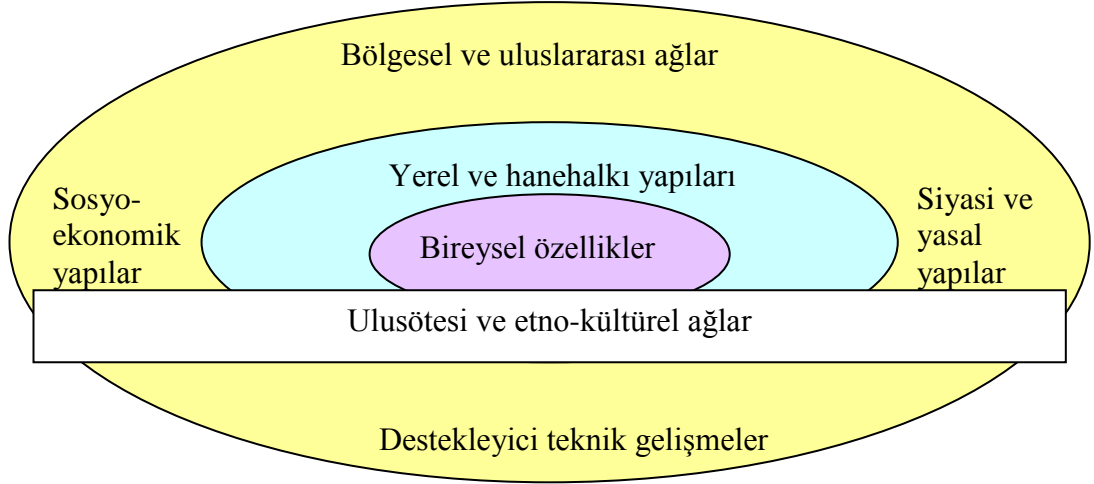 Bölgesel ve uluslararası ağlar
Yerel ve hanehalkı yapıları
Sosyo-
ekonomik
yapılar
Bireysel özellikler
Siyasi ve
yasal
yapılar
Ulusötesi ve etno-kültürel ağlar
Destekleyici teknik gelişmeler